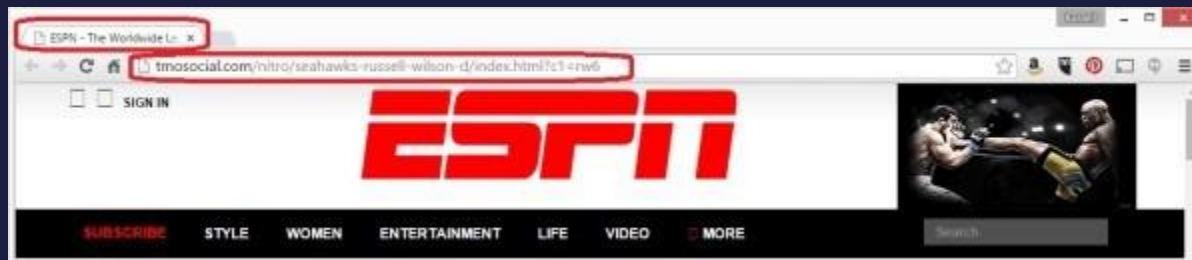 ESPN - The Worldwide Le
tmosocial.com/nitro/seahawks-russell-wilson-d/index.html?c1=rw6
SIGN IN
ESPN
SUBSCRIBE STYLE WOMEN ENTERTAINMENT LIFE VIDEO MORE
Search